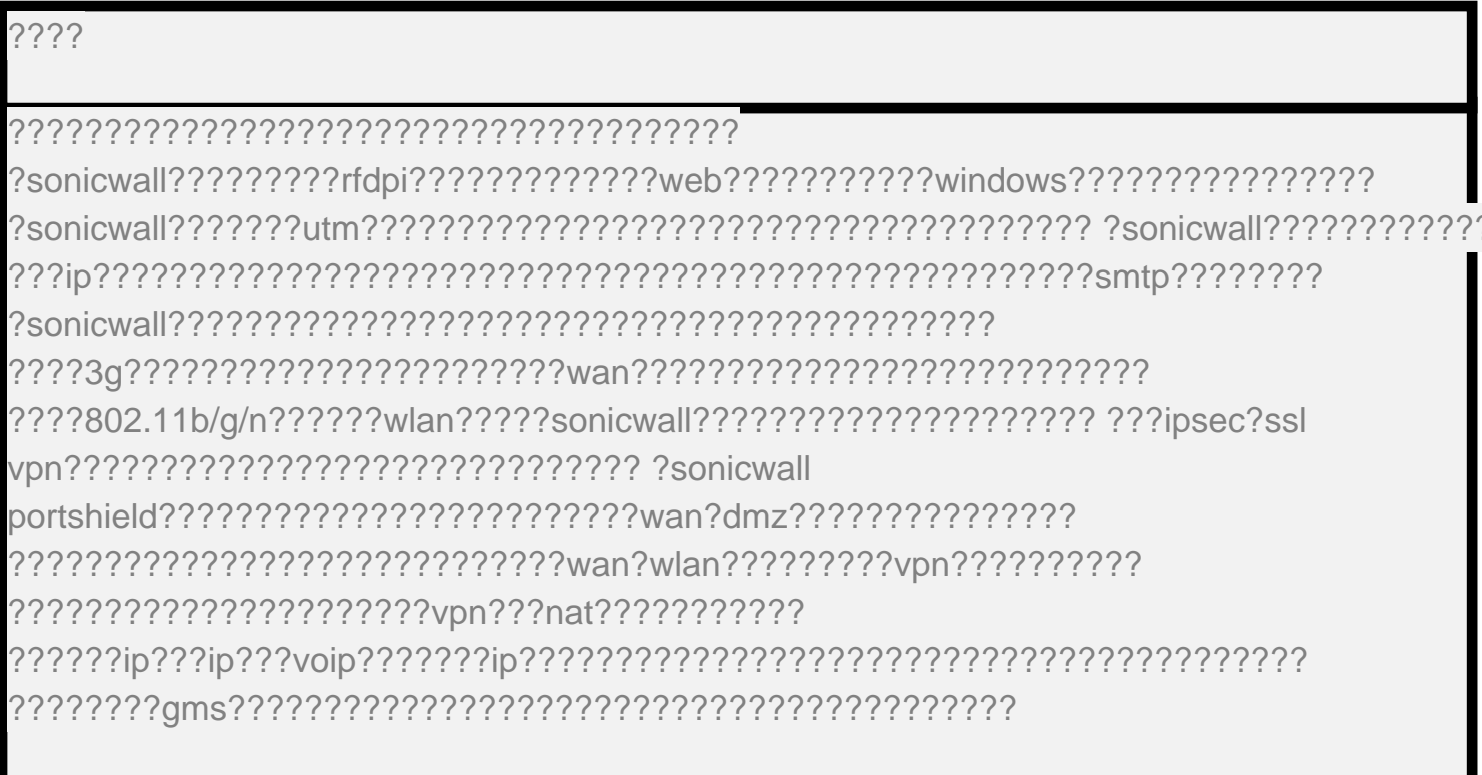 ????
??????????????????????????????????????
?sonicwall?????????rfdpi?????????????web???????????windows????????????????
?sonicwall???????utm?????????????????????????????????????? ?sonicwall????????????
???ip????????????????????????????????????????????????????smtp????????
?sonicwall???????????????????????????????????????????
????3g???????????????????????wan???????????????????????????
????802.11b/g/n??????wlan?????sonicwall????????????????????? ???ipsec?ssl
vpn?????????????????????????????? ?sonicwall
portshield?????????????????????????wan?dmz???????????????
?????????????????????????????wan?wlan?????????vpn??????????
??????????????????????vpn???nat???????????
??????ip???ip???voip???????ip?????????????????????????????????????????
????????gms?????????????????????????????????????????